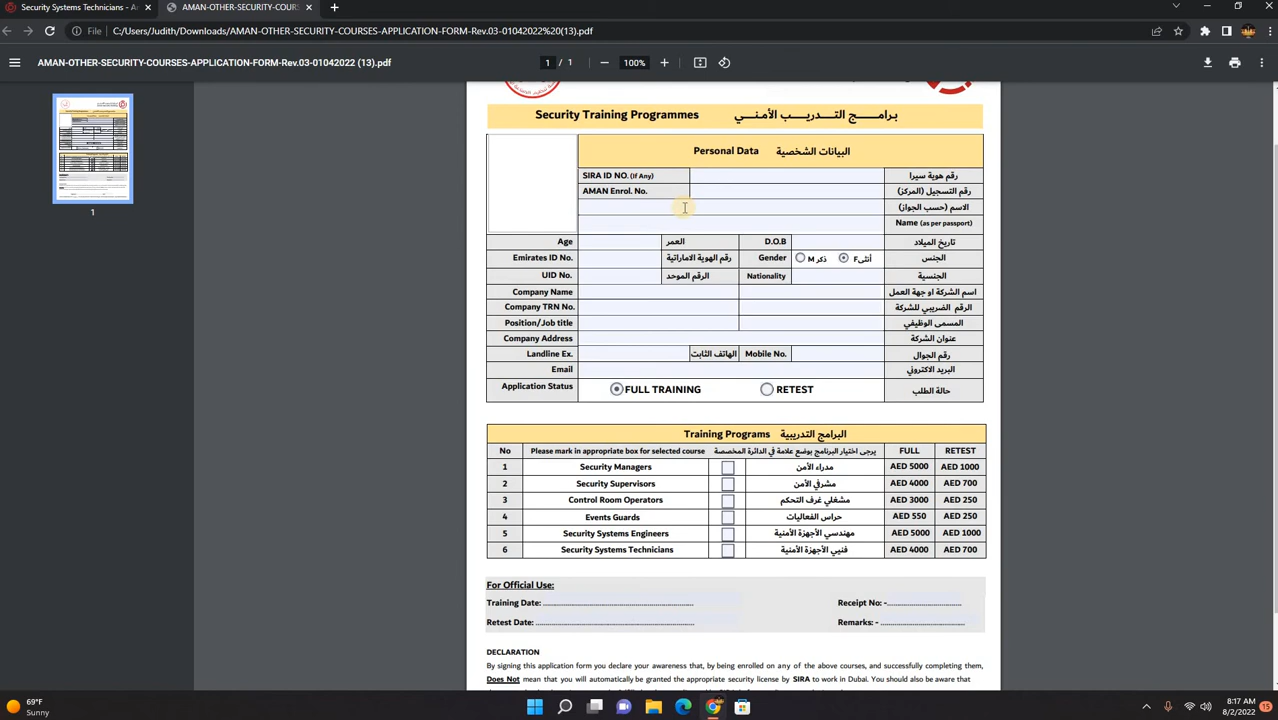 Security Systems Technicians - A
AMAN-OTHER-SECURITY-COURS
File
C:/Users/Judith/Downloads/AMAN-OTHER-SECURITY-COURSES-APPLICATION-FORM-Rev.03-01042022%20(13).pdf
AMAN-OTHER-SECURITY-COURSES-APPLICATION-FORM-Rev.03-01042022 (13).pdf
1 / 1
100%
1
Security Training Programmes برامـــــج التـــــدريـــب الأمـنـــي
Personal Data البيانات الشخصية
SIRA ID NO. (If Any) رقم هوية سيرا
AMAN Enrol. No. رقم التسجيل (المركز)
الاسم (حسب الجواز)
Name (as per passport)
Age العمر D.O.B تاريخ الميلاد
Emirates ID No. رقم الهوية الاماراتية Gender ذكر M أنثى F الجنس
UID No. الرقم الموحد Nationality الجنسية
Company Name اسم الشركة او جهة العمل
Company TRN No. الرقم الضريبي للشركة
Position/Job title المسمى الوظيفي
Company Address عنوان الشركة
Landline Ex. الهاتف الثابت Mobile No. رقم الجوال
Email البريد الاكتروني
Application Status FULL TRAINING RETEST حالة الطلب
Training Programs البرامج التدريبية
No Please mark in appropriate box for selected course يرجى اختيار البرنامج بوضع علامة في الدائرة المخصصة FULL RETEST
1 Security Managers مدراء الأمن AED 5000 AED 1000
2 Security Supervisors مشرفي الأمن AED 4000 AED 700
3 Control Room Operators مشغلي غرف التحكم AED 3000 AED 250
4 Events Guards حراس الفعاليات AED 550 AED 250
5 Security Systems Engineers مهندسي الأجهزة الأمنية AED 5000 AED 1000
6 Security Systems Technicians فنيي الأجهزة الأمنية AED 4000 AED 700
For Official Use:
Training Date: ........................................................ Receipt No: -...........................
Retest Date: ........................................................... Remarks: - ..............................
DECLARATION
By signing this application form you declare your awareness that, by being enrolled on any of the above courses, and successfully completing them,
Does Not mean that you will automatically be granted the appropriate security license by SIRA to work in Dubai. You should also be aware that
69°F
Sunny
8:17 AM
8/2/2022
15